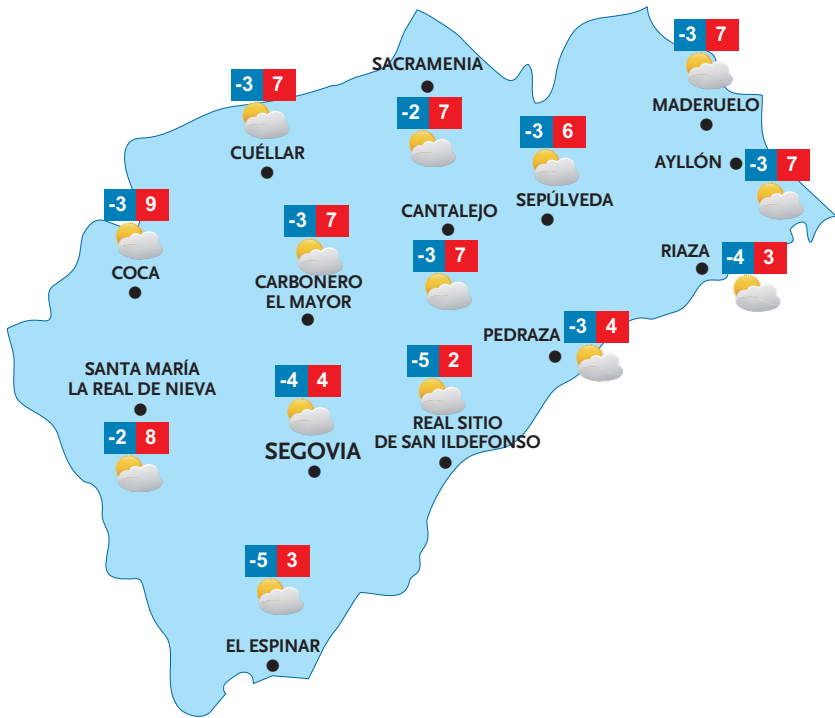 -3 7
SACRAMENIA
-3 7
MADERUELO
-2 7
CUÉLLAR
-3 6
AYLLÓN
-3 7
SEPÚLVEDA
-3 9
COCA
-3 7
CARBONERO
EL MAYOR
CANTALEJO
-3 7
RIAZA
-4 3
PEDRAZA
-3 4
SANTA MARÍA
LA REAL DE NIEVA
-2 8
-4 4
SEGOVIA
-5 2
REAL SITIO
DE SAN ILDEFONSO
-5 3
EL ESPINAR